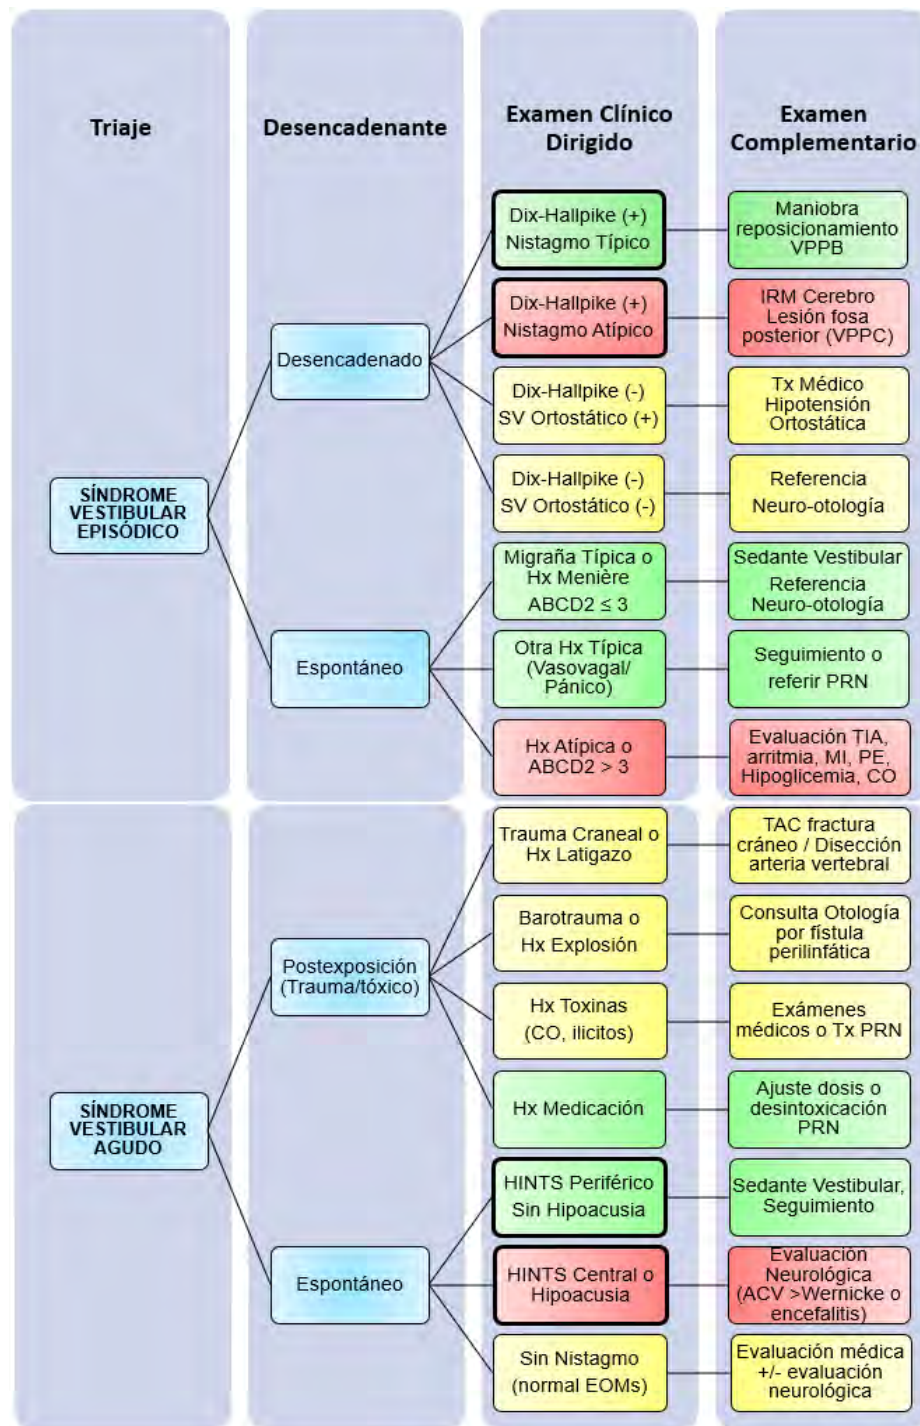 Triaje
Desencadenante
Examen Clínico
Dirigido
Examen
Complementario
SÍNDROME
VESTIBULAR
EPISÓDICO
Desencadenado
Dix-Hallpike (+)
Nistagmo Típico
Maniobra
reposicionamiento
VPPB
Dix-Hallpike (+)
Nistagmo Atípico
IRM Cerebro
Lesión fosa
posterior (VPPC)
Dix-Hallpike (-)
SV Ortostático (+)
Tx Médico
Hipotensión
Ortostática
Dix-Hallpike (-)
SV Ortostático (-)
Referencia
Neuro-otología
Espontáneo
Migraña Típica o
Hx Menière
ABCD2 ≤ 3
Sedante Vestibular
Referencia
Neuro-otología
Otra Hx Típica
(Vasovagal/
Pánico)
Seguimiento o
referir PRN
Hx Atípica o
ABCD2 > 3
Evaluación TIA,
arritmia, MI, PE,
Hipoglicemia, CO
SÍNDROME
VESTIBULAR
AGUDO
Postexposición
(Trauma/tóxico)
Trauma Craneal o
Hx Latigazo
TAC fractura
cráneo / Disección
arteria vertebral
Barotrauma o
Hx Explosión
Consulta Otología
por fístula
perilinfática
Hx Toxinas
(CO, ilicitos)
Exámenes
médicos o Tx PRN
Hx Medicación
Ajuste dosis o
desintoxicación
PRN
Espontáneo
HINTS Periférico
Sin Hipoacusia
Sedante Vestibular,
Seguimiento
HINTS Central o
Hipoacusia
Evaluación
Neurológica
(ACV >Wernicke o
encefalitis)
Sin Nistagmo
(normal EOMs)
Evaluación médica
+/- evaluación
neurológica